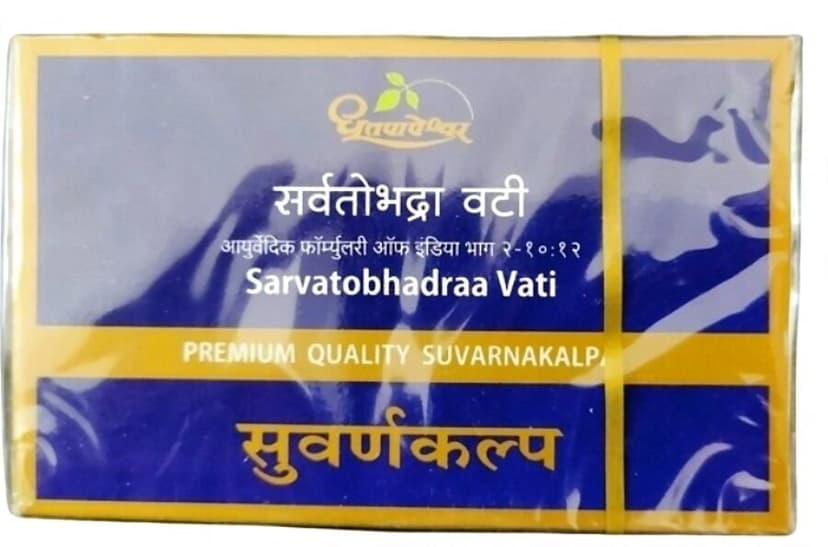 धूतपापेश्वर
सर्वतोभद्रा वटी
आयुर्वेदिक फॉर्म्युलरी ऑफ इंडिया भाग २-१०:१२
Sarvatobhadraa Vati
PREMIUM QUALITY SUVARNAKALPA
सुवर्णकल्प